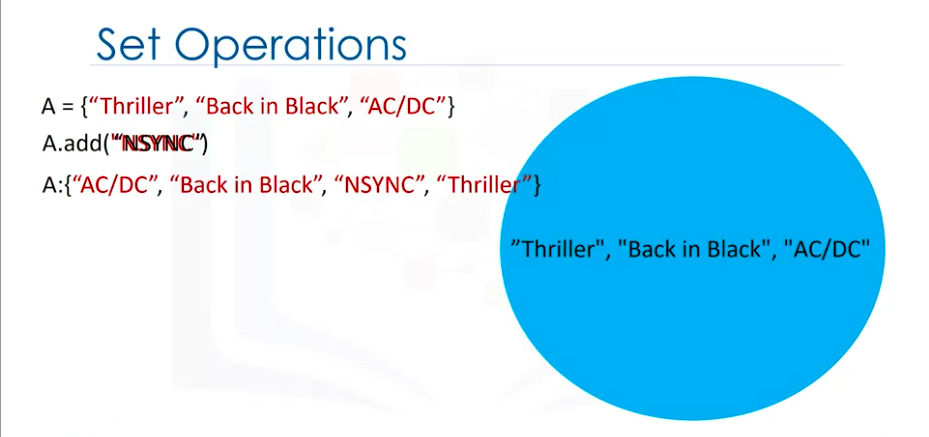 Set Operations
A = {“Thriller”, “Back in Black”, “AC/DC”}
A.add(“NSYNC”)
A:{“AC/DC”, “Back in Black”, “NSYNC”, “Thriller”}
”Thriller", "Back in Black", "AC/DC"